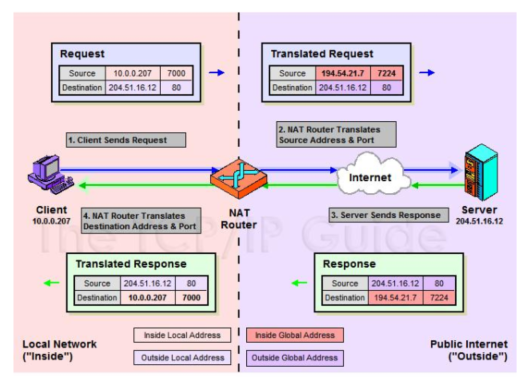 Request
Source 10.0.0.207 7000
Destination 204.51.16.12 80
Translated Request
Source 194.54.21.7 7224
Destination 204.51.16.12 80
1. Client Sends Request
2. NAT Router Translates
Source Address & Port
Internet
Client
10.0.0.207
NAT
Router
Server
204.51.16.12
4. NAT Router Translates
Destination Address & Port
3. Server Sends Response
The TCP/IP Guide
Translated Response
Source 204.51.16.12 80
Destination 10.0.0.207 7000
Response
Source 204.51.16.12 80
Destination 194.54.21.7 7224
Local Network
("Inside")
Inside Local Address
Inside Global Address
Outside Local Address
Outside Global Address
Public Internet
("Outside")